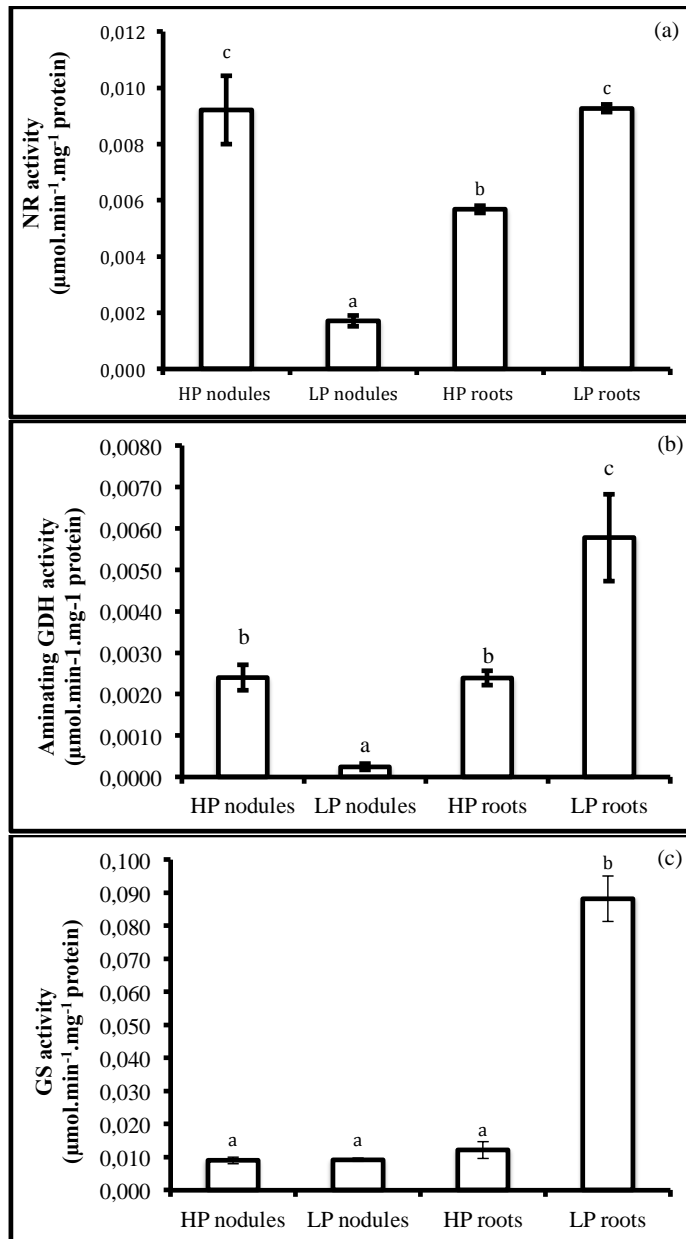 (a)
NR activity
(µmol.min⁻¹.mg⁻¹ protein)
0,012
0,010
0,008
0,006
0,004
0,002
0,000
c
a
b
c
HP nodules LP nodules HP roots LP roots
(b)
Aminating GDH activity
(µmol.min-1.mg-1 protein)
0,0080
0,0070
0,0060
0,0050
0,0040
0,0030
0,0020
0,0010
0,0000
b
a
b
c
HP nodules LP nodules HP roots LP roots
(c)
GS activity
(µmol.min⁻¹.mg⁻¹ protein)
0,100
0,090
0,080
0,070
0,060
0,050
0,040
0,030
0,020
0,010
0,000
a
a
a
b
HP nodules LP nodules HP roots LP roots